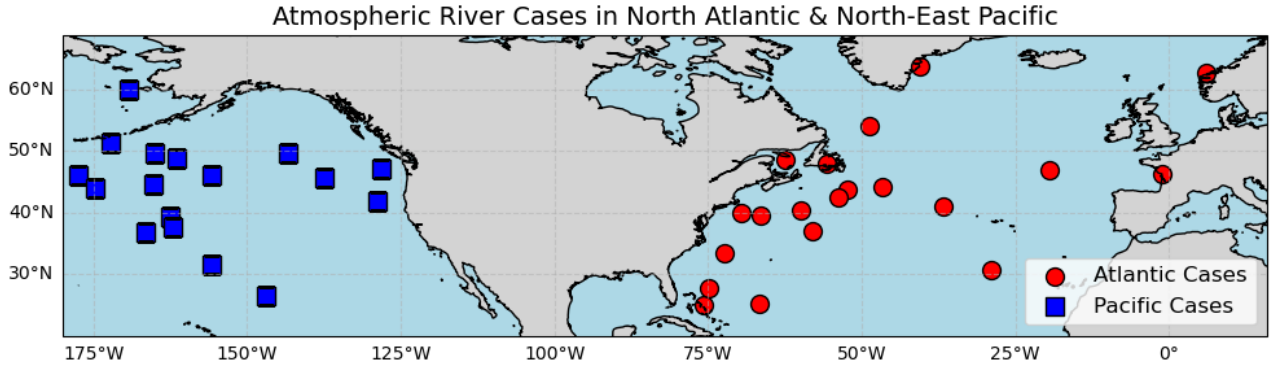 Atmospheric River Cases in North Atlantic & North-East Pacific
60°N
50°N
40°N
30°N
Atlantic Cases
Pacific Cases
175°W 150°W 125°W 100°W 75°W 50°W 25°W 0°